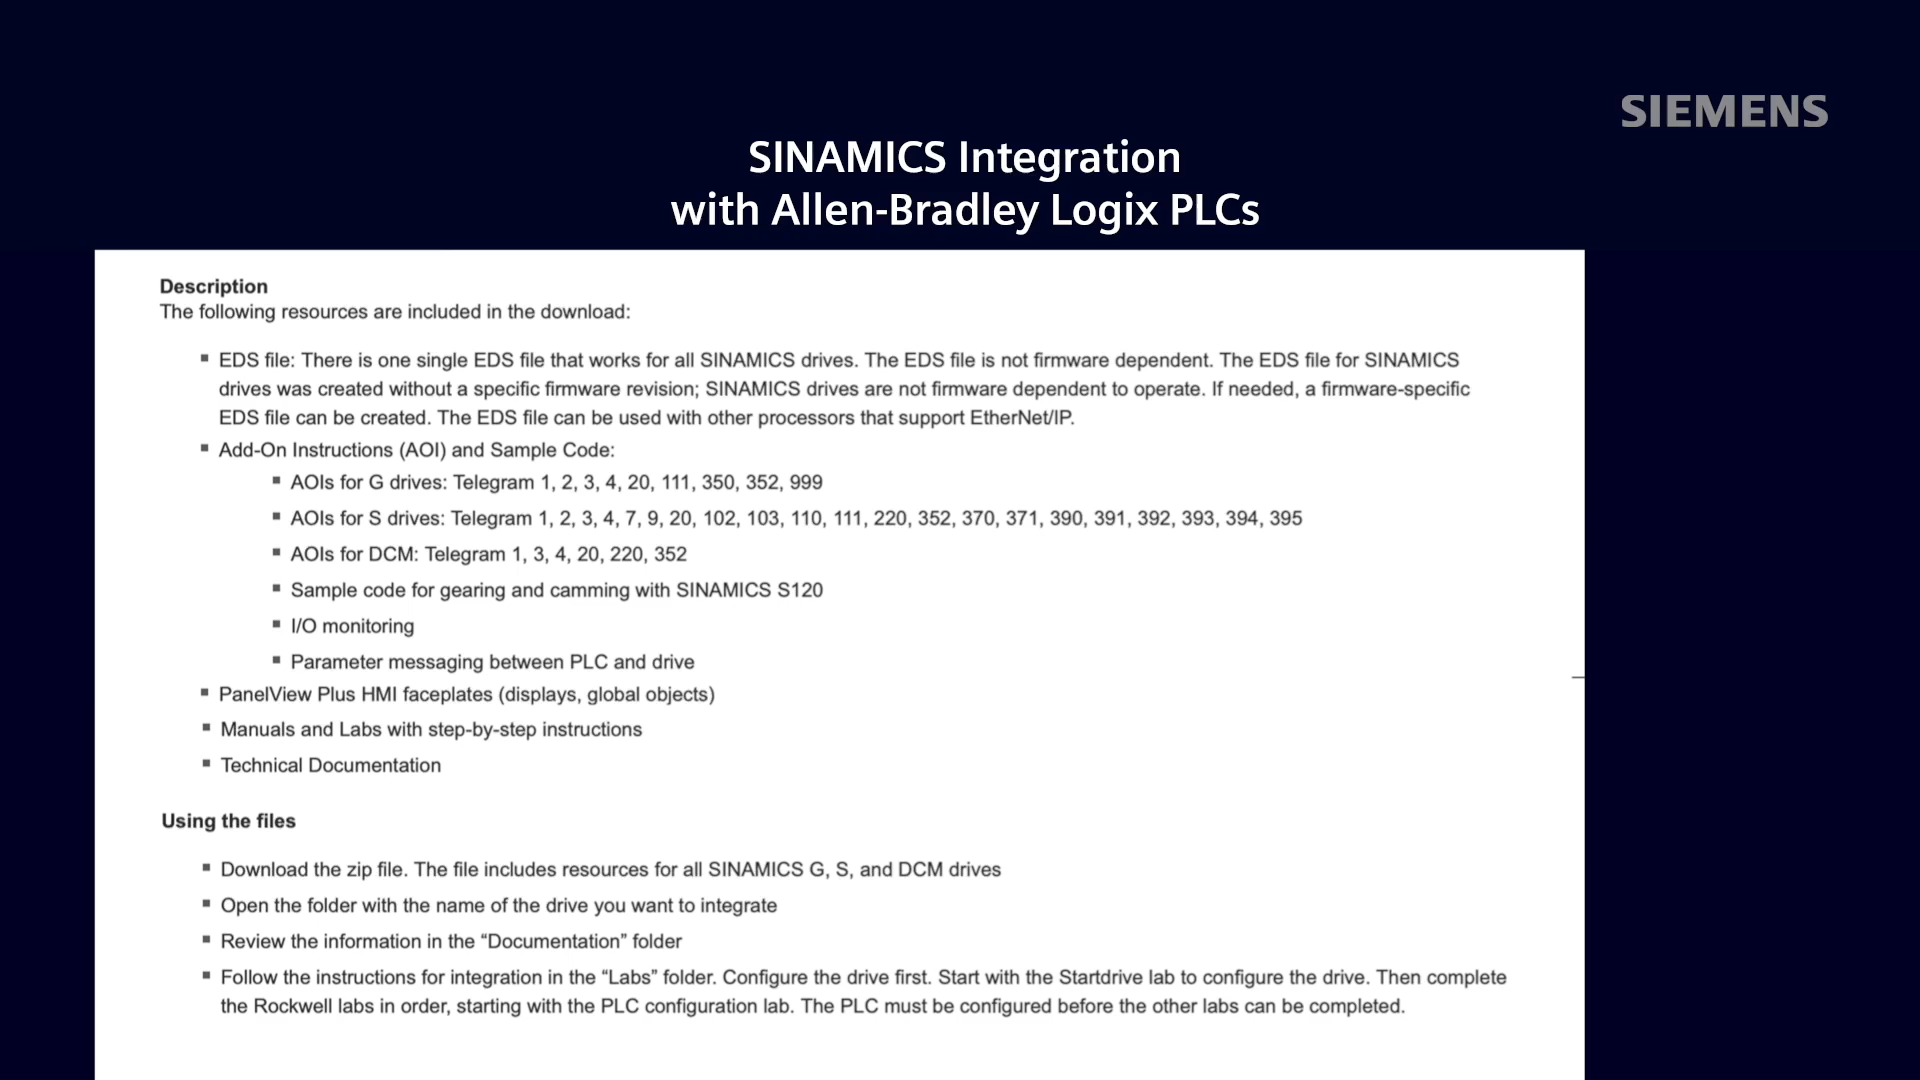 SIEMENS
SINAMICS Integration
with Allen-Bradley Logix PLCs
Description
The following resources are included in the download:
▪ EDS file: There is one single EDS file that works for all SINAMICS drives. The EDS file is not firmware dependent. The EDS file for SINAMICS
drives was created without a specific firmware revision; SINAMICS drives are not firmware dependent to operate. If needed, a firmware-specific
EDS file can be created. The EDS file can be used with other processors that support EtherNet/IP.
▪ Add-On Instructions (AOI) and Sample Code:
▪ AOIs for G drives: Telegram 1, 2, 3, 4, 20, 111, 350, 352, 999
▪ AOIs for S drives: Telegram 1, 2, 3, 4, 7, 9, 20, 102, 103, 110, 111, 220, 352, 370, 371, 390, 391, 392, 393, 394, 395
▪ AOIs for DCM: Telegram 1, 3, 4, 20, 220, 352
▪ Sample code for gearing and camming with SINAMICS S120
▪ I/O monitoring
▪ Parameter messaging between PLC and drive
▪ PanelView Plus HMI faceplates (displays, global objects)
▪ Manuals and Labs with step-by-step instructions
▪ Technical Documentation
Using the files
▪ Download the zip file. The file includes resources for all SINAMICS G, S, and DCM drives
▪ Open the folder with the name of the drive you want to integrate
▪ Review the information in the “Documentation” folder
▪ Follow the instructions for integration in the “Labs” folder. Configure the drive first. Start with the Startdrive lab to configure the drive. Then complete
the Rockwell labs in order, starting with the PLC configuration lab. The PLC must be configured before the other labs can be completed.